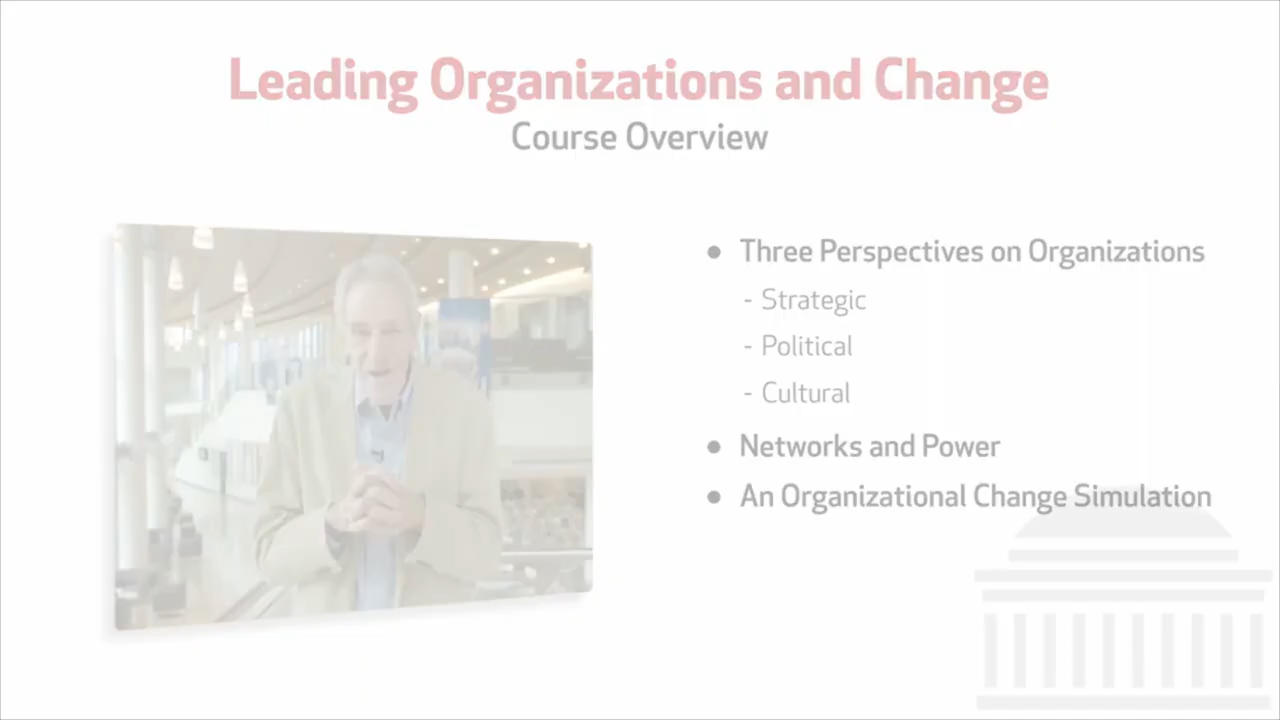 Leading Organizations and Change
Course Overview
● Three Perspectives on Organizations
- Strategic
- Political
- Cultural
● Networks and Power
● An Organizational Change Simulation